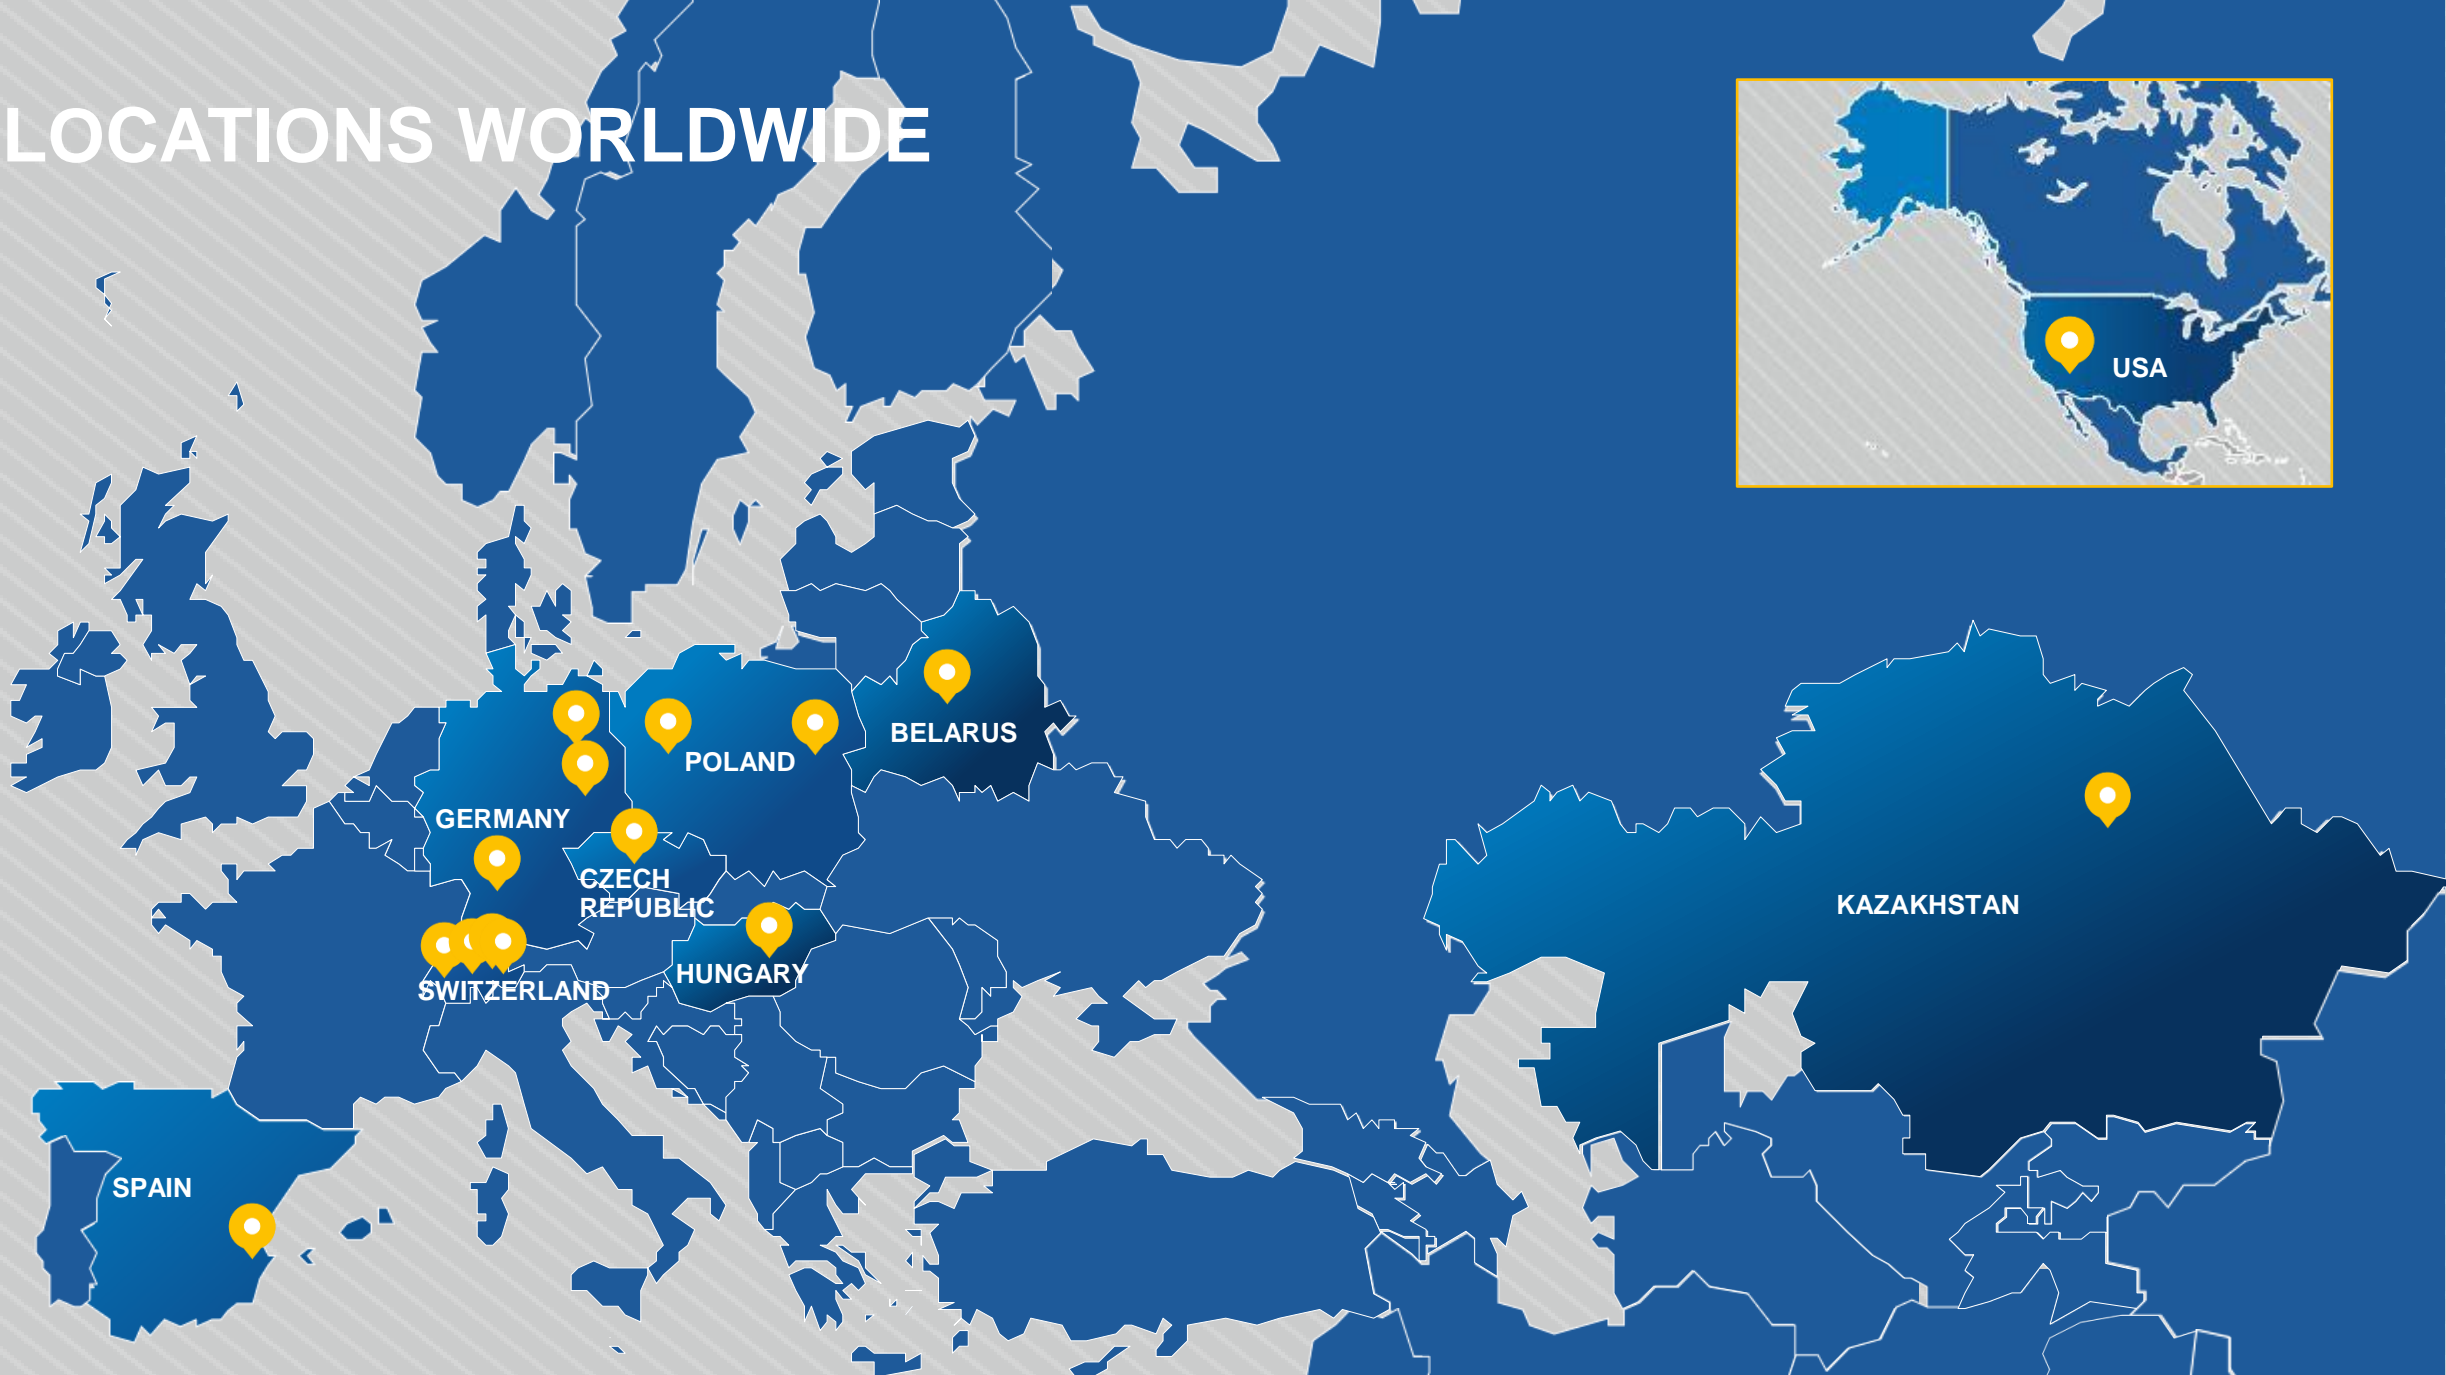 LOCATIONS WORLDWIDE
USA
BELARUS
POLAND
GERMANY
CZECH
REPUBLIC
KAZAKHSTAN
HUNGARY
SWITZERLAND
SPAIN